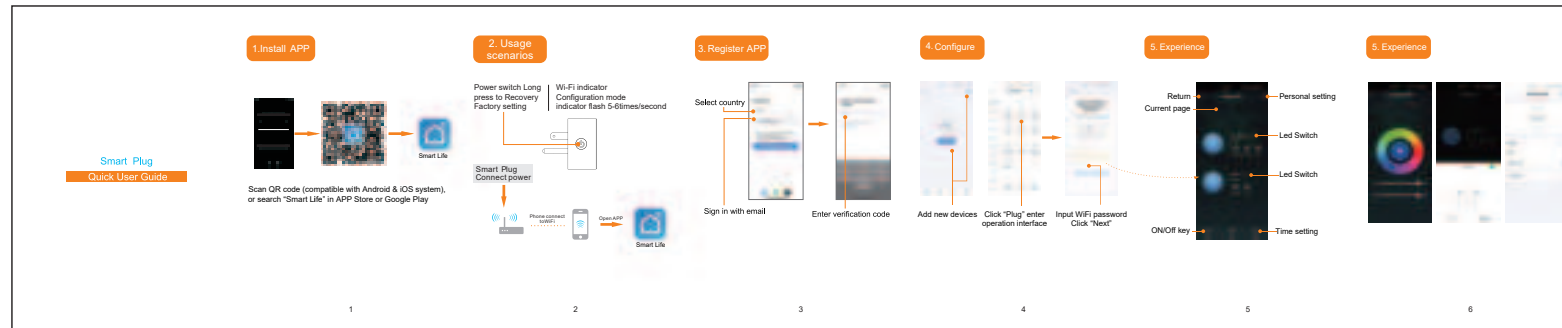 Smart Plug
Quick User Guide
1.Install APP
Smart Life
Scan QR code (compatible with Android & iOS system),
or search “Smart Life” in APP Store or Google Play
1
2. Usage
scenarios
Power switch Long
press to Recovery
Factory setting
Wi-Fi indicator
Configuration mode
indicator flash 5-6times/second
Smart Plug
Connect power
Phone connect
toWiFi
Open APP
Smart Life
2
3. Register APP
Select country
Sign in with email
Enter verification code
3
4. Configure
Add new devices
Click “Plug” enter
operation interface
Input WiFi password
Click “Next”
4
5. Experience
Return
Current page
Personal setting
Led Switch
Led Switch
ON/Off key
Time setting
5
5. Experience
6